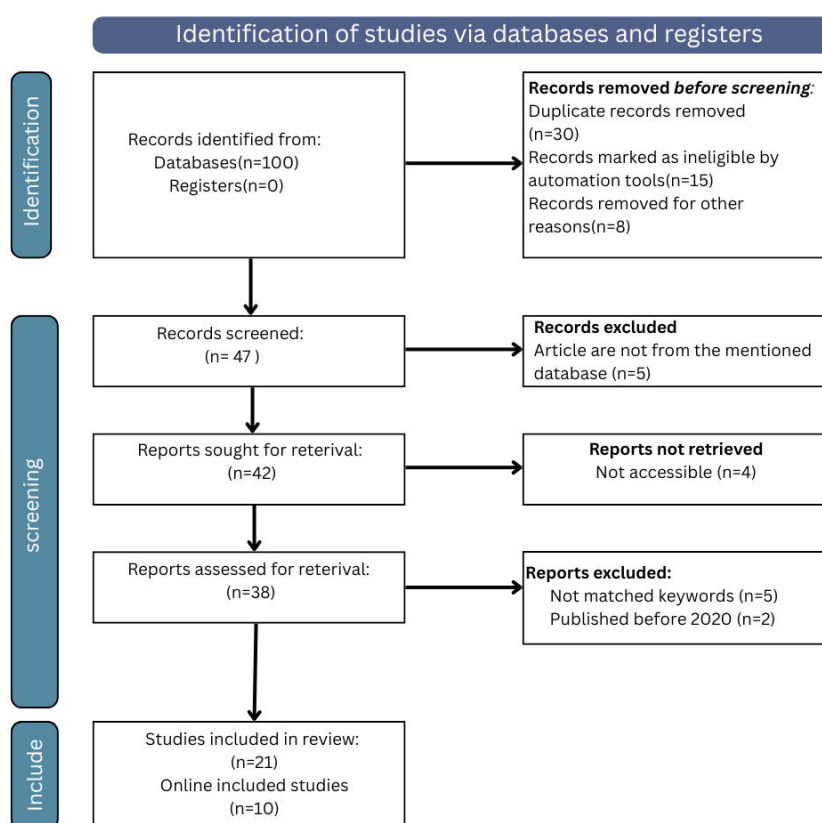 Identification of studies via databases and registers
Identification
Records identified from:
Databases(n=100)
Registers(n=0)
Records removed before screening:
Duplicate records removed
(n=30)
Records marked as ineligible by
automation tools(n=15)
Records removed for other
reasons(n=8)
screening
Records screened:
(n= 47 )
Records excluded
Article are not from the mentioned
database (n=5)
Reports sought for reterival:
(n=42)
Reports not retrieved
Not accessible (n=4)
Reports assessed for reterival:
(n=38)
Reports excluded:
Not matched keywords (n=5)
Published before 2020 (n=2)
Include
Studies included in review:
(n=21)
Online included studies
(n=10)